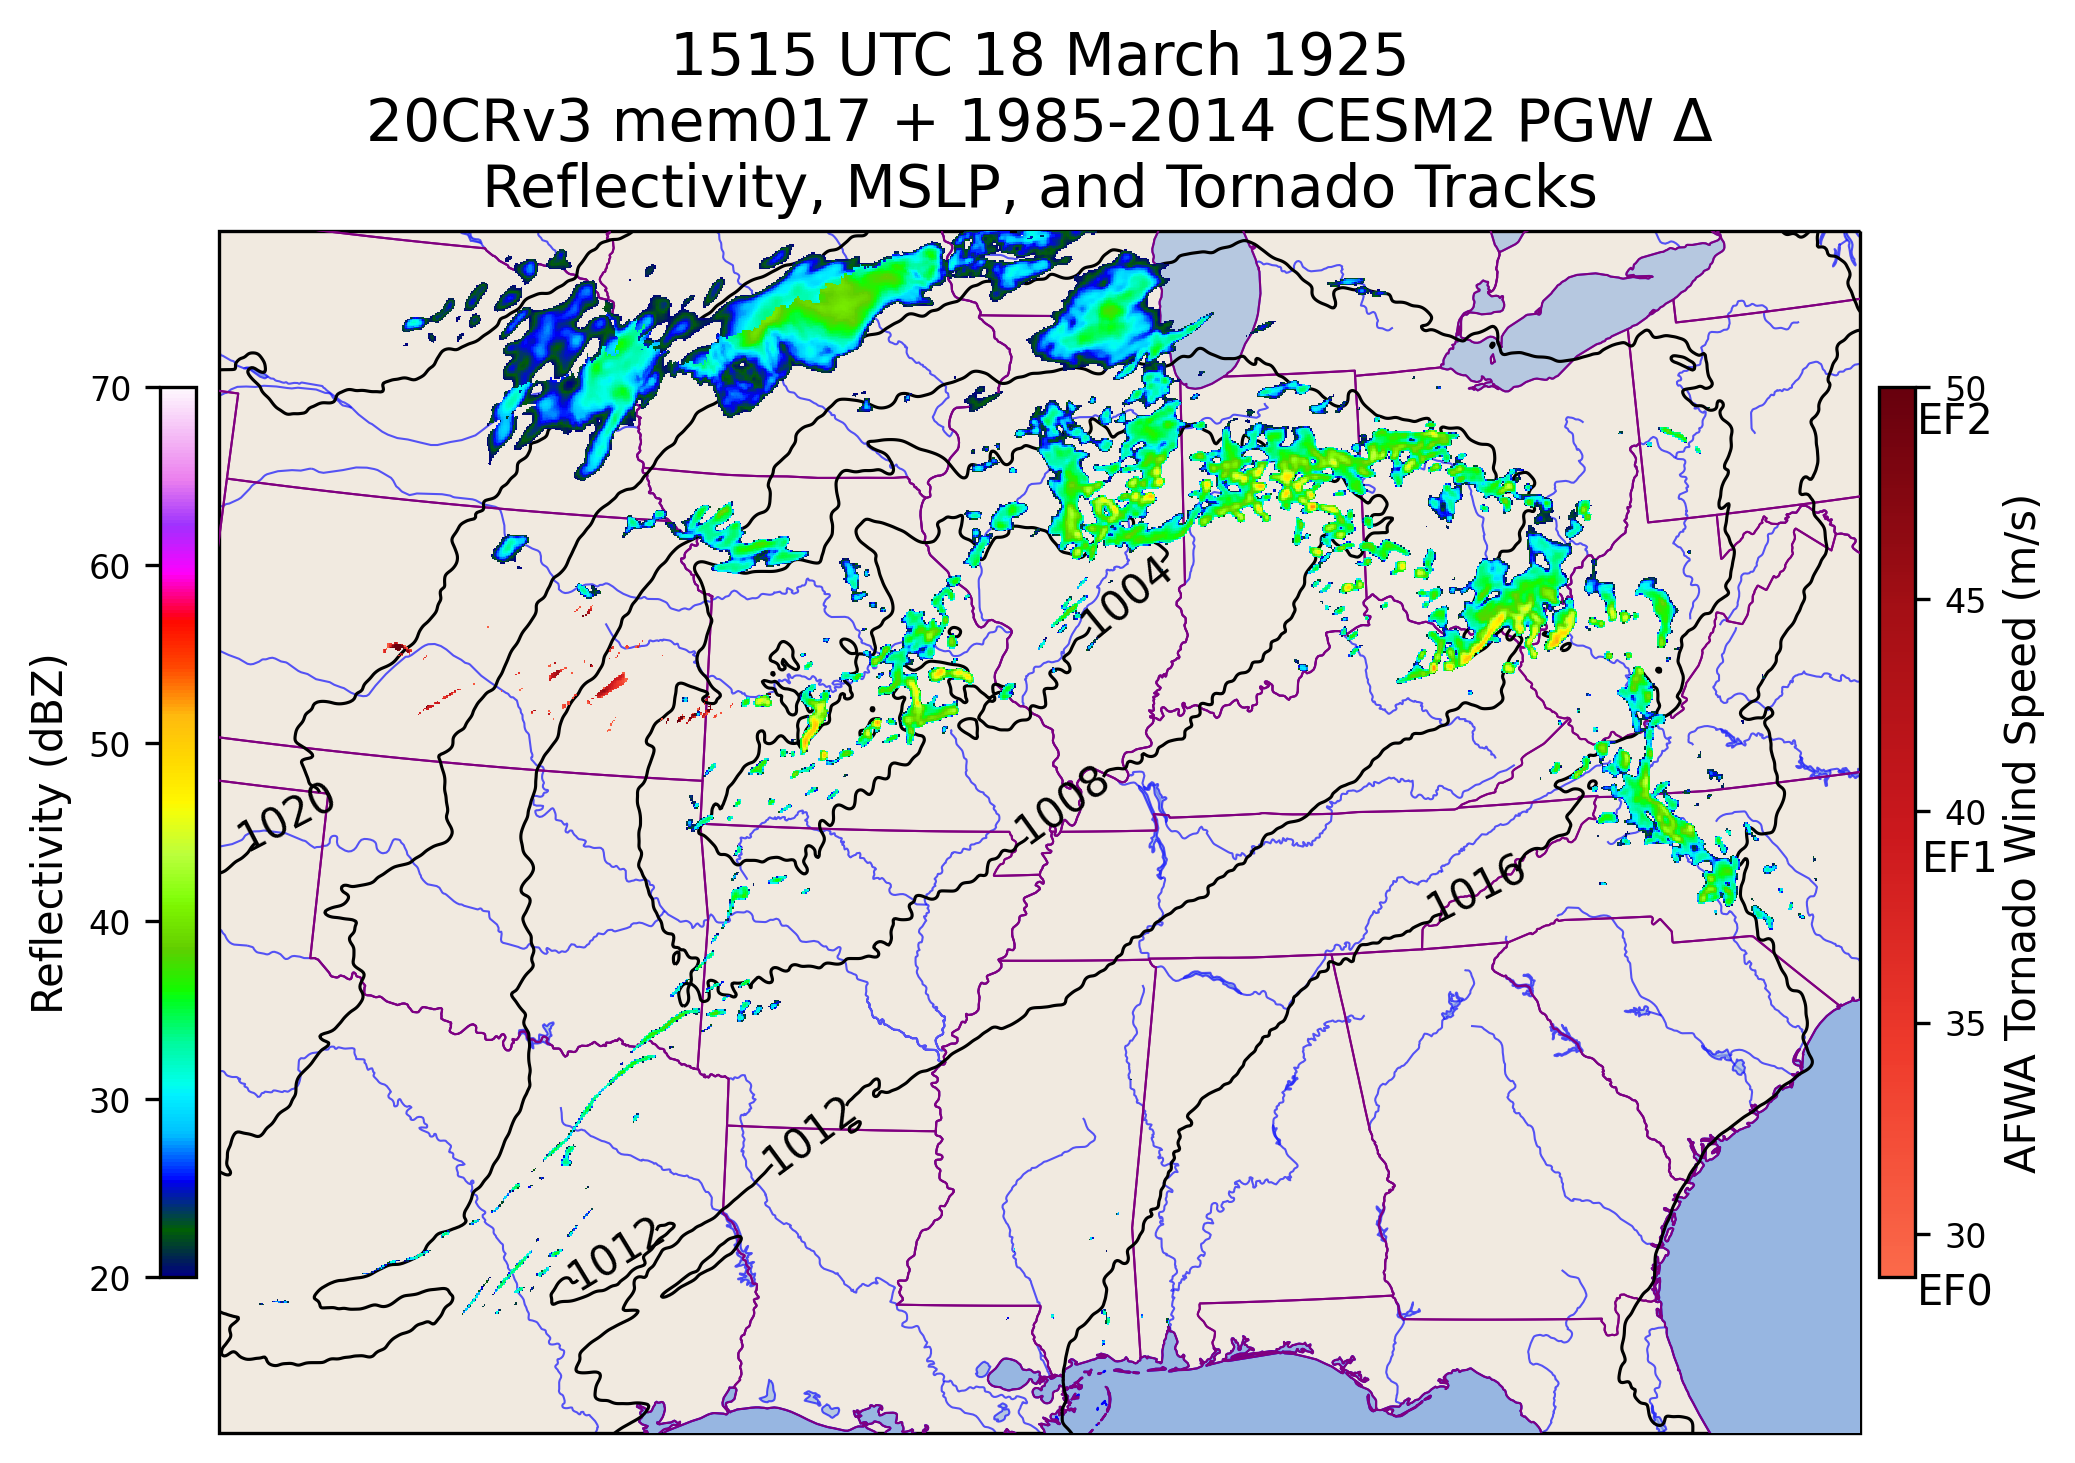 1515 UTC 18 March 1925
20CRv3 mem017 + 1985-2014 CESM2 PGW Δ
Reflectivity, MSLP, and Tornado Tracks
70
60
50
40
30
20
Reflectivity (dBZ)
1004
1008
1020
1016
1012
1012
50
EF2
45
40
EF1
35
30
EF0
AFWA Tornado Wind Speed (m/s)